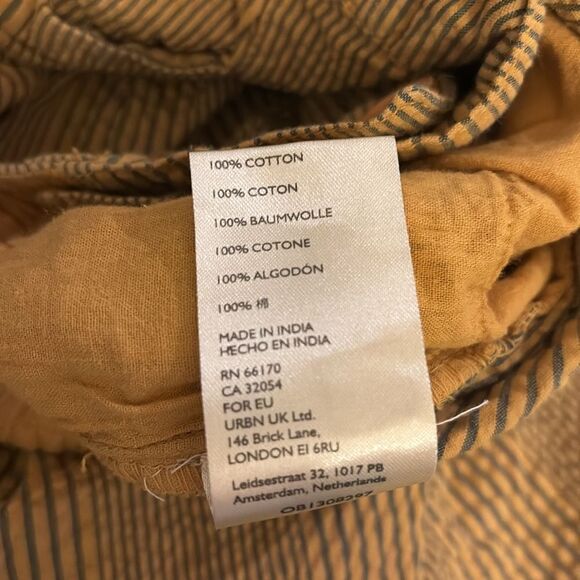 100% COTTON
100% COTON
100% BAUMWOLLE
100% COTONE
100% ALGODÓN
100% 棉
MADE IN INDIA
HECHO EN INDIA
RN 66170
CA 32054
FOR EU
URBN UK Ltd.
146 Brick Lane,
LONDON E1 6RU
Leidsestraat 32, 1017 PB
Amsterdam, Netherlands
OB1308297